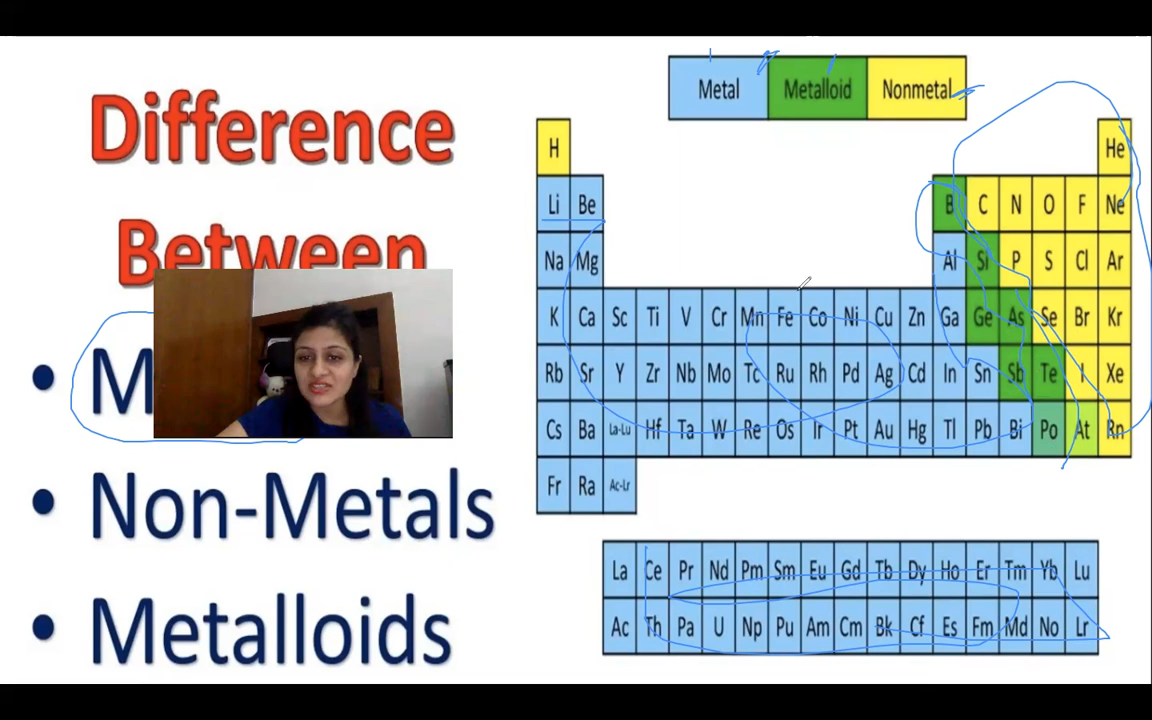 Difference
Between
• M
• Non-Metals
• Metalloids
Metal Metalloid Nonmetal
H He
Li Be B C N O F Ne
Na Mg Al Si P S Cl Ar
K Ca Sc Ti V Cr Mn Fe Co Ni Cu Zn Ga Ge As Se Br Kr
Rb Sr Y Zr Nb Mo Tc Ru Rh Pd Ag Cd In Sn Sb Te I Xe
Cs Ba La-Lu Hf Ta W Re Os Ir Pt Au Hg Tl Pb Bi Po At Rn
Fr Ra Ac-Lr
La Ce Pr Nd Pm Sm Eu Gd Tb Dy Ho Er Tm Yb Lu
Ac Th Pa U Np Pu Am Cm Bk Cf Es Fm Md No Lr